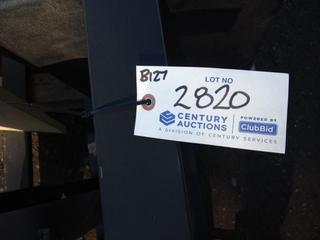 B127
LOT NO
2820
CENTURY AUCTIONS
POWERED BY
ClubBid
A DIVISION OF CENTURY SERVICES